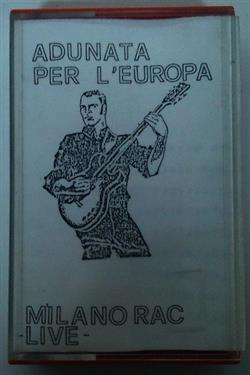 ADUNATA
PER L'EUROPA
MILANO RAC
-LIVE-